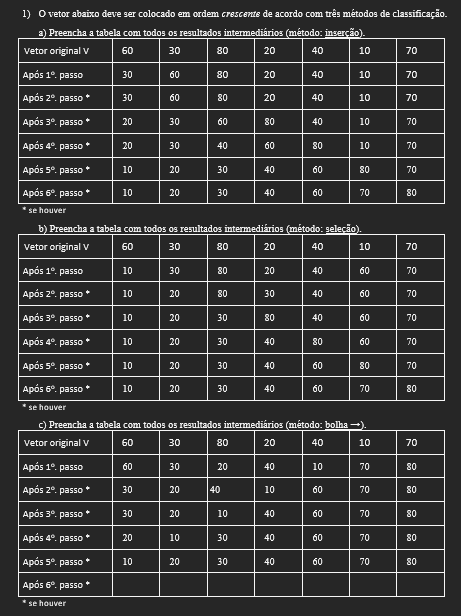 1) O vetor abaixo deve ser colocado em ordem crescente de acordo com três métodos de classificação.
a) Preencha a tabela com todos os resultados intermediários (método: inserção).
Vetor original V 60 30 80 20 40 10 70
Após 1º. passo 30 60 80 20 40 10 70
Após 2º. passo * 30 60 80 20 40 10 70
Após 3º. passo * 20 30 60 80 40 10 70
Após 4º. passo * 20 30 40 60 80 10 70
Após 5º. passo * 10 20 30 40 60 80 70
Após 6º. passo * 10 20 30 40 60 70 80
* se houver
b) Preencha a tabela com todos os resultados intermediários (método: seleção).
Vetor original V 60 30 80 20 40 10 70
Após 1º. passo 10 30 80 20 40 60 70
Após 2º. passo * 10 20 80 30 40 60 70
Após 3º. passo * 10 20 30 80 40 60 70
Após 4º. passo * 10 20 30 40 80 60 70
Após 5º. passo * 10 20 30 40 60 80 70
Após 6º. passo * 10 20 30 40 60 70 80
* se houver
c) Preencha a tabela com todos os resultados intermediários (método: bolha →).
Vetor original V 60 30 80 20 40 10 70
Após 1º. passo 60 30 20 40 10 70 80
Após 2º. passo * 30 20 40 10 60 70 80
Após 3º. passo * 30 20 10 40 60 70 80
Após 4º. passo * 20 10 30 40 60 70 80
Após 5º. passo * 10 20 30 40 60 70 80
Após 6º. passo *
* se houver